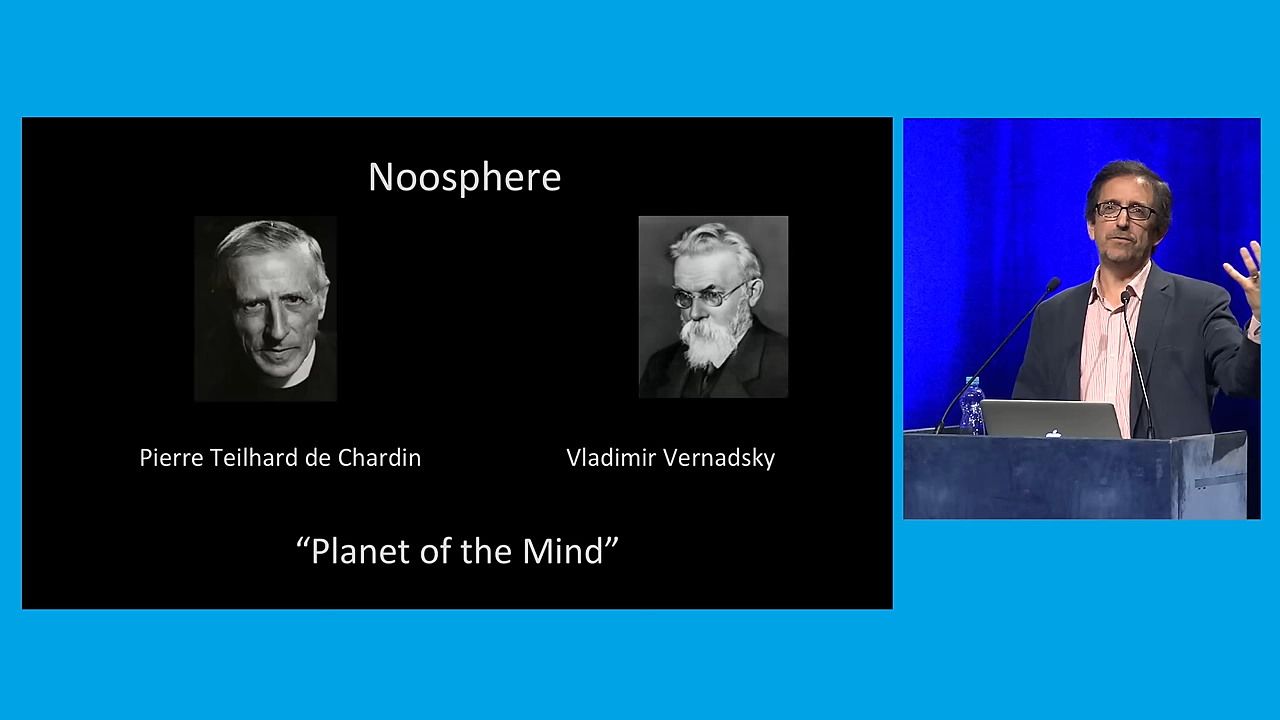 Noosphere
Pierre Teilhard de Chardin
Vladimir Vernadsky
“Planet of the Mind”